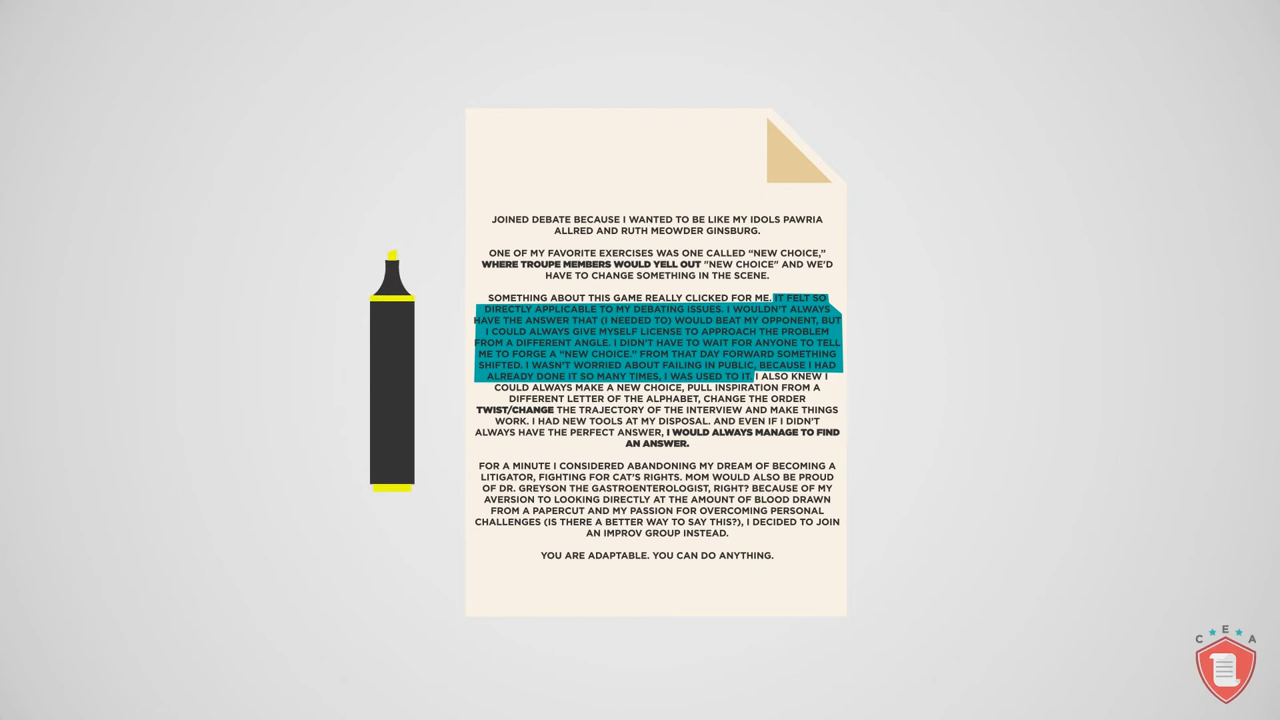 JOINED DEBATE BECAUSE I WANTED TO BE LIKE MY IDOLS PAWRIA
ALLRED AND RUTH MEOWDER GINSBURG.
ONE OF MY FAVORITE EXERCISES WAS ONE CALLED “NEW CHOICE,”
WHERE TROUPE MEMBERS WOULD YELL OUT "NEW CHOICE" AND WE'D
HAVE TO CHANGE SOMETHING IN THE SCENE.
SOMETHING ABOUT THIS GAME REALLY CLICKED FOR ME. IT FELT SO
DIRECTLY APPLICABLE TO MY DEBATING ISSUES. I WOULDN’T ALWAYS
HAVE THE ANSWER THAT (I NEEDED TO) WOULD BEAT MY OPPONENT, BUT
I COULD ALWAYS GIVE MYSELF LICENSE TO APPROACH THE PROBLEM
FROM A DIFFERENT ANGLE. I DIDN’T HAVE TO WAIT FOR ANYONE TO TELL
ME TO FORGE A “NEW CHOICE.” FROM THAT DAY FORWARD SOMETHING
SHIFTED. I WASN’T WORRIED ABOUT FAILING IN PUBLIC, BECAUSE I HAD
ALREADY DONE IT SO MANY TIMES, I WAS USED TO IT. I ALSO KNEW I
COULD ALWAYS MAKE A NEW CHOICE, PULL INSPIRATION FROM A
DIFFERENT LETTER OF THE ALPHABET, CHANGE THE ORDER
TWIST/CHANGE THE TRAJECTORY OF THE INTERVIEW AND MAKE THINGS
WORK. I HAD NEW TOOLS AT MY DISPOSAL. AND EVEN IF I DIDN’T
ALWAYS HAVE THE PERFECT ANSWER, I WOULD ALWAYS MANAGE TO FIND
AN ANSWER.
FOR A MINUTE I CONSIDERED ABANDONING MY DREAM OF BECOMING A
LITIGATOR, FIGHTING FOR CAT’S RIGHTS. MOM WOULD ALSO BE PROUD
OF DR. GREYSON THE GASTROENTEROLOGIST, RIGHT? BECAUSE OF MY
AVERSION TO LOOKING DIRECTLY AT THE AMOUNT OF BLOOD DRAWN
FROM A PAPERCUT AND MY PASSION FOR OVERCOMING PERSONAL
CHALLENGES (IS THERE A BETTER WAY TO SAY THIS?), I DECIDED TO JOIN
AN IMPROV GROUP INSTEAD.
YOU ARE ADAPTABLE. YOU CAN DO ANYTHING.
C E A